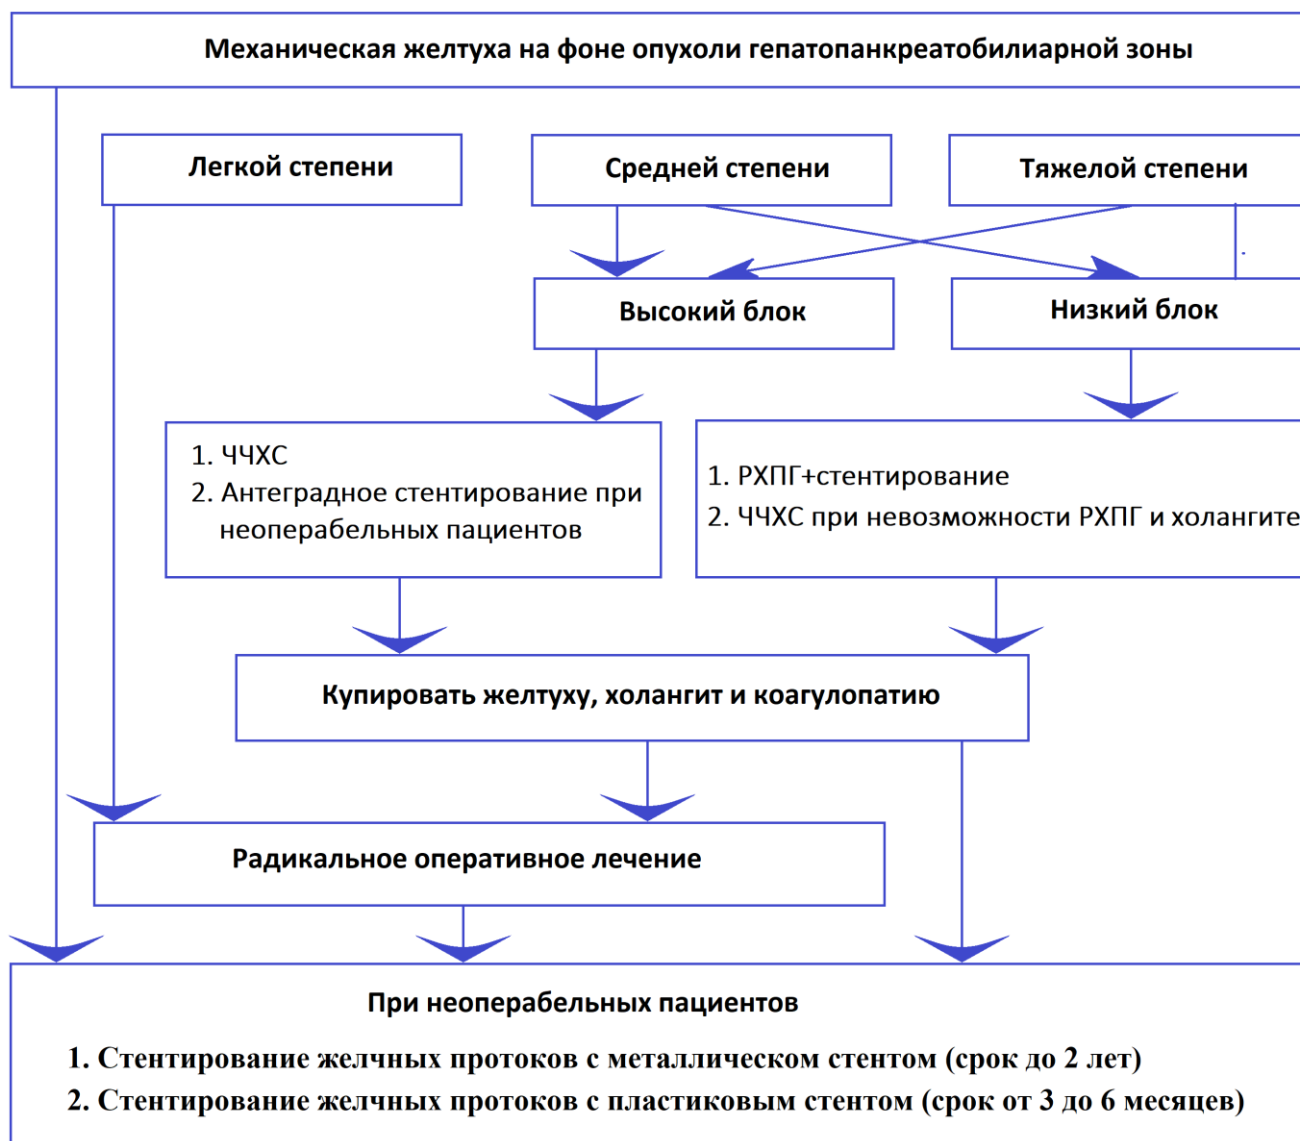 Механическая желтуха на фоне опухоли гепатопанкреатобилиарной зоны
Легкой степени
Средней степени
Тяжелой степени
Высокий блок
Низкий блок
1. ЧЧХС
2. Антеградное стентирование при
неоперабельных пациентов
1. РХПГ+стентирование
2. ЧЧХС при невозможности РХПГ и холангите
Купировать желтуху, холангит и коагулопатию
Радикальное оперативное лечение
При неоперабельных пациентов
1. Стентирование желчных протоков с металлическом стентом (срок до 2 лет)
2. Стентирование желчных протоков с пластиковым стентом (срок от 3 до 6 месяцев)